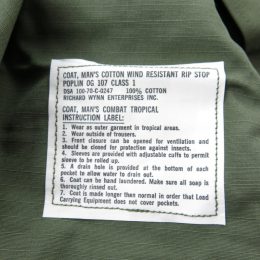 COAT, MAN'S COTTON WIND RESISTANT RIP STOP
POPLIN OG 107 CLASS 1
DSA 100-70-C-0247 100% COTTON
RICHARD WYNN ENTERPRISES INC.
COAT, MAN'S COMBAT TROPICAL
INSTRUCTION LABEL:
1. Wear as outer garment in tropical areas.
2. Wear outside of trousers.
3. Front closure can be opened for ventilation and
should be closed for protection against insects.
4. Sleeves are provided with adjustable cuffs to permit
sleeve to be rolled up.
5. A drain hole is provided at the bottom of each
pocket to allow water to drain out.
6. Coat can be hand laundered. Make sure all soap is
thoroughly rinsed out.
7. Coat is made longer than normal in order that Load
Carrying Equipment does not cover pockets.